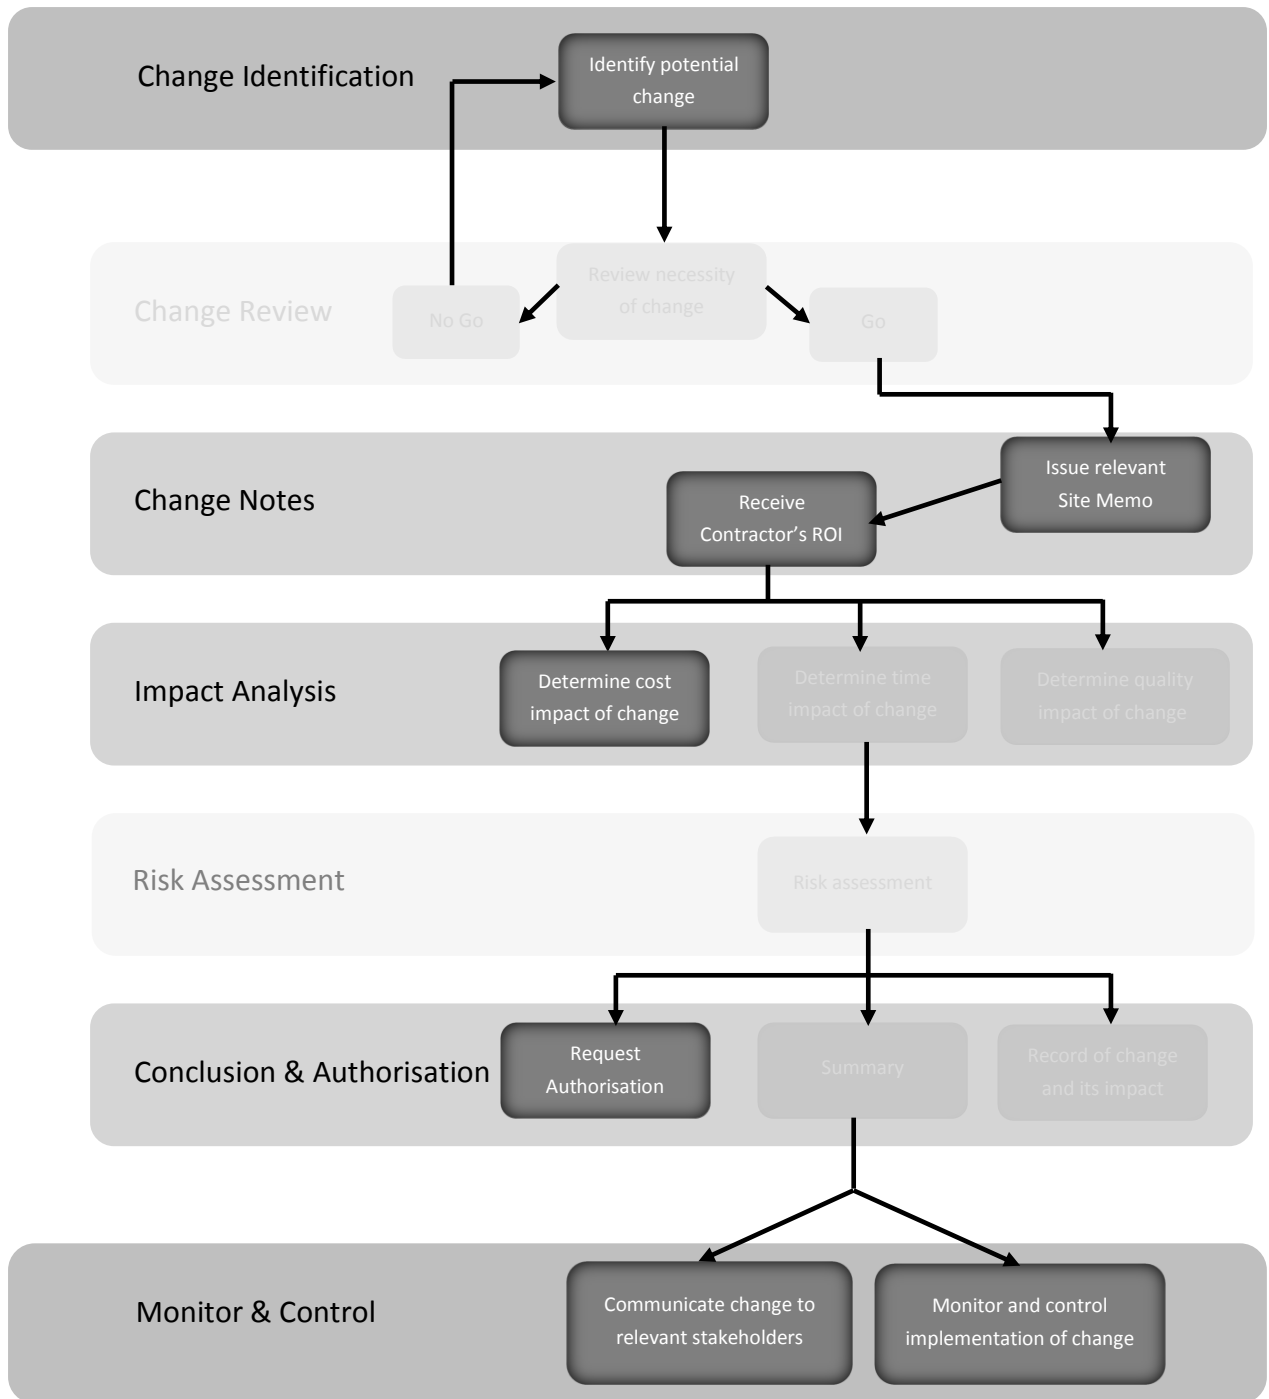 Change Identification
Identify potential
change
Change Review
Review necessity
of change
No Go
Go
Change Notes
Issue relevant
Site Memo
Receive
Contractor’s ROI
Impact Analysis
Determine cost
impact of change
Determine time
impact of change
Determine quality
impact of change
Risk Assessment
Risk assessment
Conclusion & Authorisation
Request
Authorisation
Summary
Record of change
and its impact
Monitor & Control
Communicate change to
relevant stakeholders
Monitor and control
implementation of change